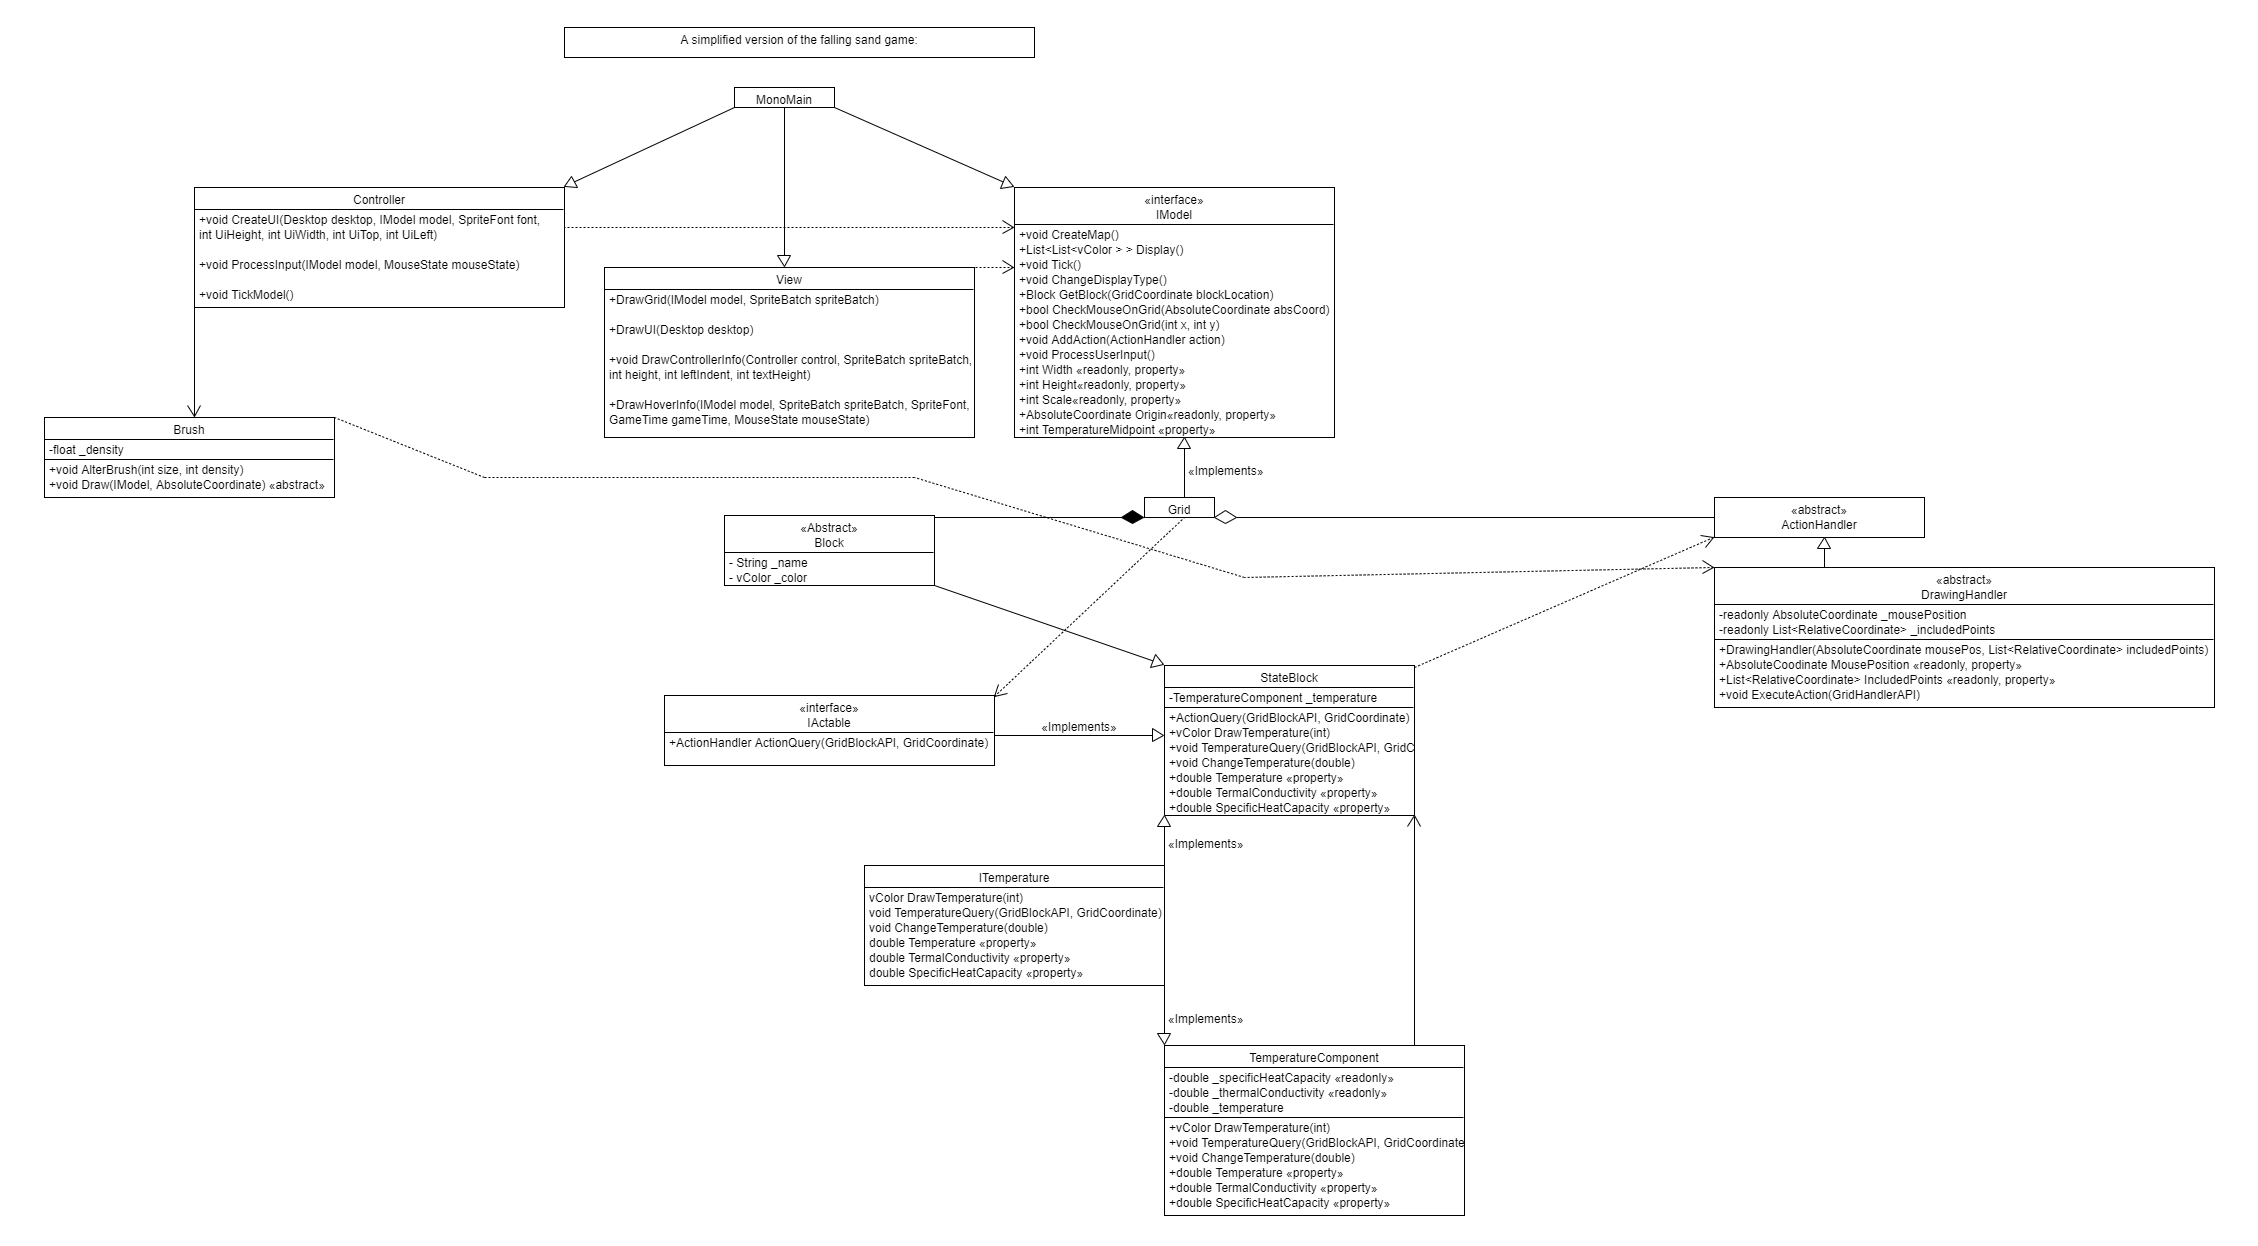 A simplified version of the falling sand game:
MonoMain
Controller
+void CreateUI(Desktop desktop, IModel model, SpriteFont font,
int UiHeight, int UiWidth, int UiTop, int UiLeft)
+void ProcessInput(IModel model, MouseState mouseState)
+void TickModel()
«interface»
IModel
+void CreateMap()
+List<List<vColor > > Display()
+void Tick()
+void ChangeDisplayType()
+Block GetBlock(GridCoordinate blockLocation)
+bool CheckMouseOnGrid(AbsoluteCoordinate absCoord)
+bool CheckMouseOnGrid(int x, int y)
+void AddAction(ActionHandler action)
+void ProcessUserInput()
+int Width «readonly, property»
+int Height«readonly, property»
+int Scale«readonly, property»
+AbsoluteCoordinate Origin«readonly, property»
+int TemperatureMidpoint «property»
View
+DrawGrid(IModel model, SpriteBatch spriteBatch)
+DrawUI(Desktop desktop)
+void DrawControllerInfo(Controller control, SpriteBatch spriteBatch,
int height, int leftIndent, int textHeight)
+DrawHoverInfo(IModel model, SpriteBatch spriteBatch, SpriteFont,
GameTime gameTime, MouseState mouseState)
Brush
-float _density
+void AlterBrush(int size, int density)
+void Draw(IModel, AbsoluteCoordinate) «abstract»
«Implements»
Grid
«Abstract»
Block
- String _name
- vColor _color
«abstract»
ActionHandler
«abstract»
DrawingHandler
-readonly AbsoluteCoordinate _mousePosition
-readonly List<RelativeCoordinate> _includedPoints
+DrawingHandler(AbsoluteCoordinate mousePos, List<RelativeCoordinate> includedPoints)
+AbsoluteCoodinate MousePosition «readonly, property»
+List<RelativeCoordinate> IncludedPoints «readonly, property»
+void ExecuteAction(GridHandlerAPI)
«interface»
IActable
+ActionHandler ActionQuery(GridBlockAPI, GridCoordinate)
«Implements»
StateBlock
-TemperatureComponent _temperature
+ActionQuery(GridBlockAPI, GridCoordinate)
+vColor DrawTemperature(int)
+void TemperatureQuery(GridBlockAPI, GridC
+void ChangeTemperature(double)
+double Temperature «property»
+double TermalConductivity «property»
+double SpecificHeatCapacity «property»
«Implements»
ITemperature
vColor DrawTemperature(int)
void TemperatureQuery(GridBlockAPI, GridCoordinate)
void ChangeTemperature(double)
double Temperature «property»
double TermalConductivity «property»
double SpecificHeatCapacity «property»
«Implements»
TemperatureComponent
-double _specificHeatCapacity «readonly»
-double _thermalConductivity «readonly»
-double _temperature
+vColor DrawTemperature(int)
+void TemperatureQuery(GridBlockAPI, GridCoordinate
+void ChangeTemperature(double)
+double Temperature «property»
+double TermalConductivity «property»
+double SpecificHeatCapacity «property»